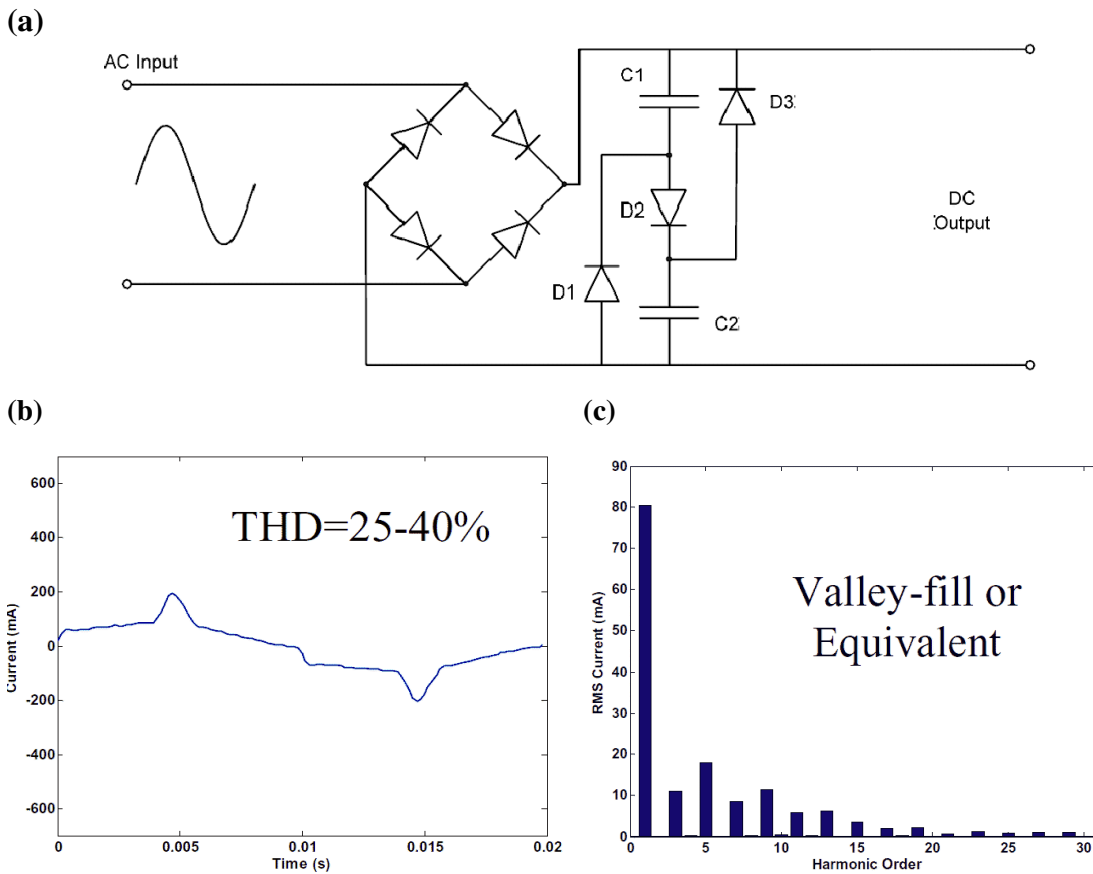 (a)
AC Input
C1
D3
D2
DC
Output
D1
C2
(b)
(c)
THD=25-40%
600
400
200
0
-200
-400
-600
Current (mA)
0
0.005
0.01
0.015
0.02
Time (s)
Valley-fill or
Equivalent
90
80
70
60
50
40
30
20
10
0
RMS Current (mA)
0
5
10
15
20
25
30
Harmonic Order